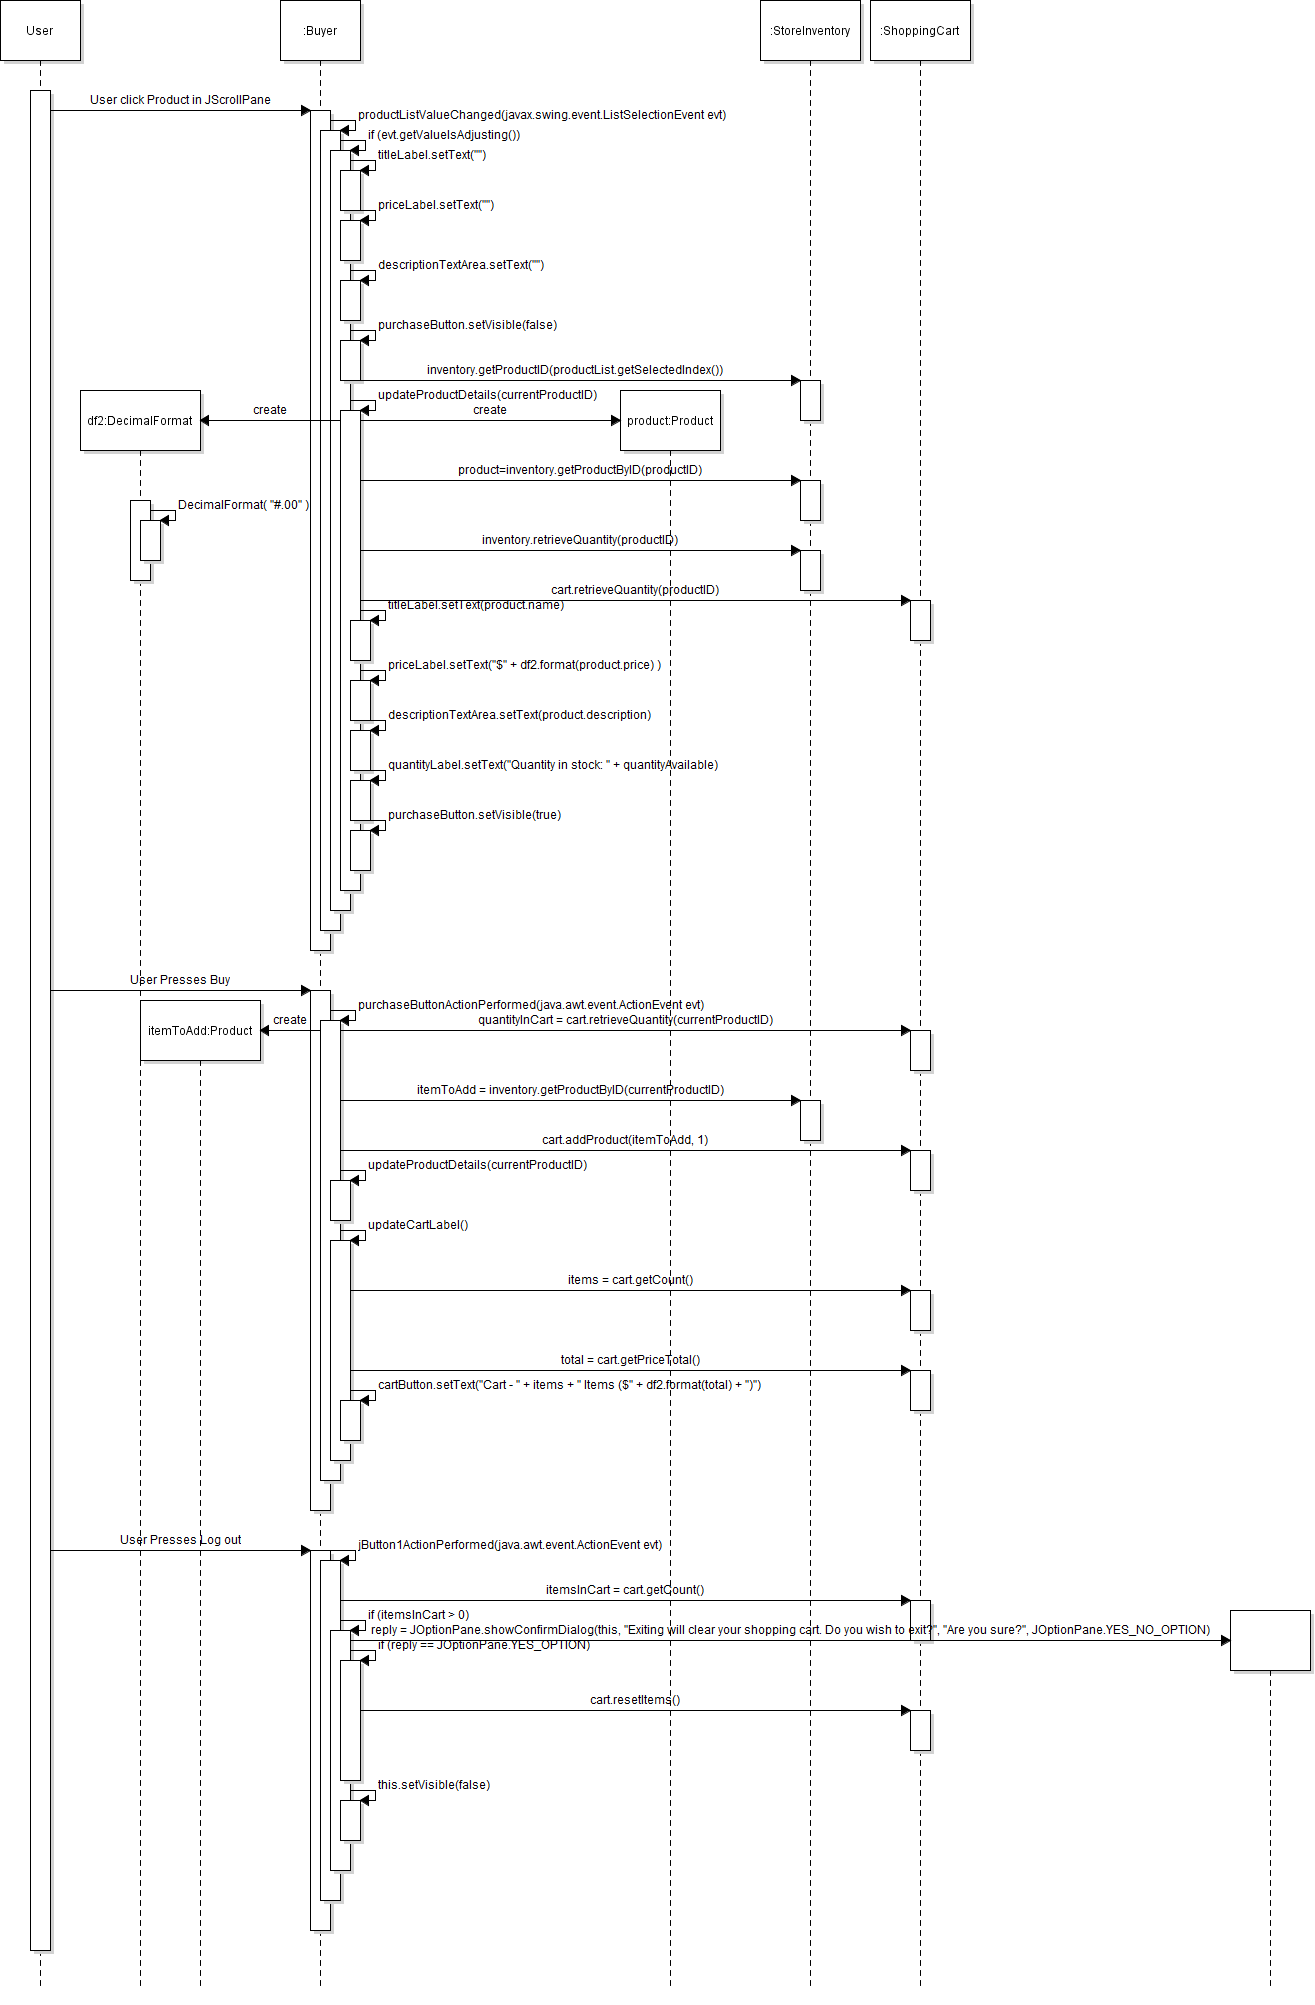 User
:Buyer
:StoreInventory
:ShoppingCart
User click Product in JScrollPane
productListValueChanged(javax.swing.event.ListSelectionEvent evt)
if (evt.getValueIsAdjusting())
titleLabel.setText("")
priceLabel.setText("")
descriptionTextArea.setText("")
purchaseButton.setVisible(false)
inventory.getProductID(productList.getSelectedIndex())
updateProductDetails(currentProductID)
create
create
df2:DecimalFormat
product:Product
product=inventory.getProductByID(productID)
DecimalFormat( "#.00" )
inventory.retrieveQuantity(productID)
cart.retrieveQuantity(productID)
titleLabel.setText(product.name)
priceLabel.setText("$" + df2.format(product.price) )
descriptionTextArea.setText(product.description)
quantityLabel.setText("Quantity in stock: " + quantityAvailable)
purchaseButton.setVisible(true)
User Presses Buy
purchaseButtonActionPerformed(java.awt.event.ActionEvent evt)
create
quantityInCart = cart.retrieveQuantity(currentProductID)
itemToAdd:Product
itemToAdd = inventory.getProductByID(currentProductID)
cart.addProduct(itemToAdd, 1)
updateProductDetails(currentProductID)
updateCartLabel()
items = cart.getCount()
total = cart.getPriceTotal()
cartButton.setText("Cart - " + items + " Items ($" + df2.format(total) + ")")
User Presses Log out
jButton1ActionPerformed(java.awt.event.ActionEvent evt)
itemsInCart = cart.getCount()
if (itemsInCart > 0)
reply = JOptionPane.showConfirmDialog(this, "Exiting will clear your shopping cart. Do you wish to exit?", "Are you sure?", JOptionPane.YES_NO_OPTION)
if (reply == JOptionPane.YES_OPTION)
cart.resetItems()
this.setVisible(false)